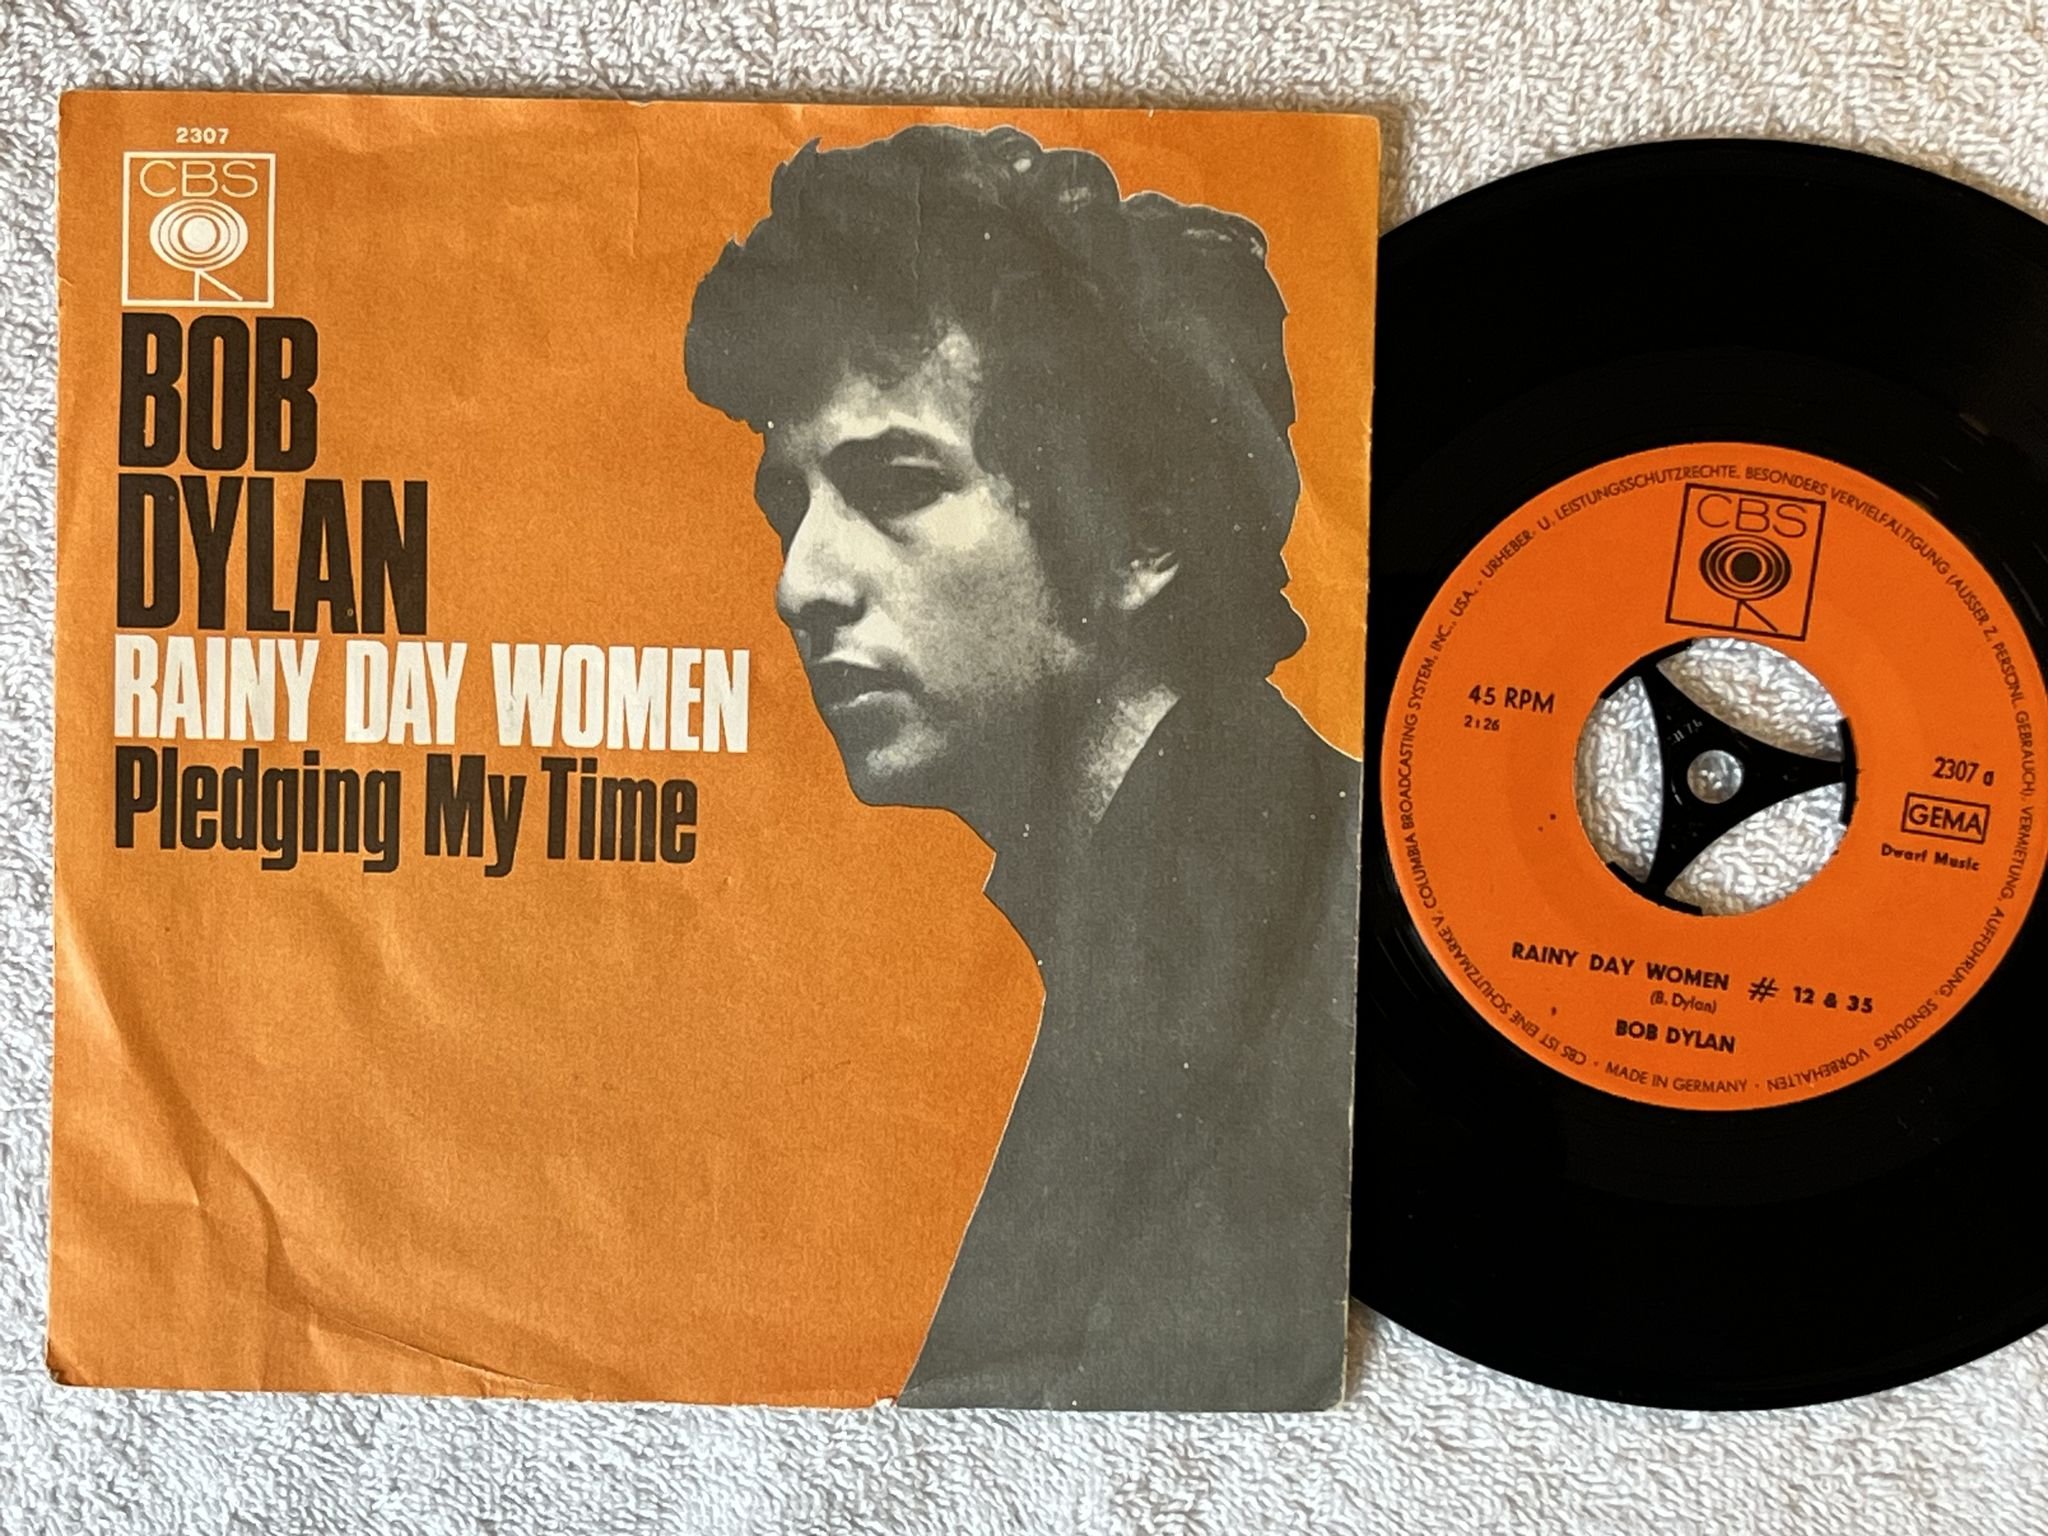 2307
CBS
BOB
DYLAN
RAINY DAY WOMEN
Pledging My Time
CBS
45 RPM
2:26
2307 a
GEMA
Dwarf Music
RAINY DAY WOMEN # 12 & 35
(B. Dylan)
BOB DYLAN
CBS IST EINE SCHUTZMARKE V. COLUMBIA BROADCASTING SYSTEM, INC., USA. · URHEBER. U. LEISTUNGSSCHUTZRECHTE, BESONDERS VERVIELFÄLTIGUNG (AUSSER Z. PERSÖNL. GEBRAUCH), VERMIETUNG, AUFFÜHRUNG, SENDUNG VORBEHALTEN · MADE IN GERMANY ·